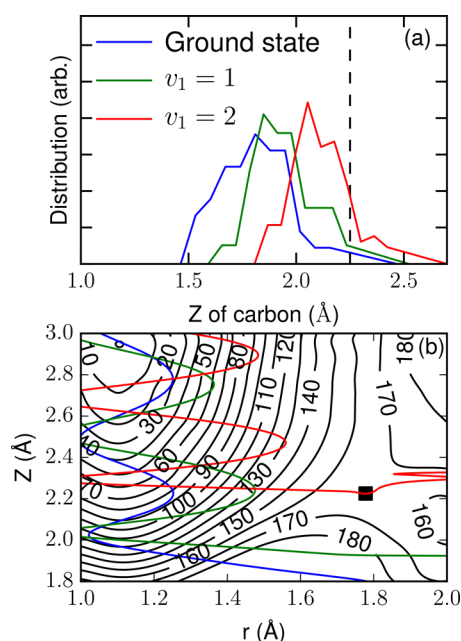 (a)
Ground state
v₁ = 1
v₁ = 2
Distribution (arb.)
1.0 1.5 2.0 2.5
Z of carbon (Å)
(b)
3.0
2.8
2.6
2.4
2.2
2.0
1.8
Z (Å)
10 20 50 80 120 180
170
30 110 140
40 60
90
70 130
100
150 160
170
160 180
1.0 1.2 1.4 1.6 1.8 2.0
r (Å)